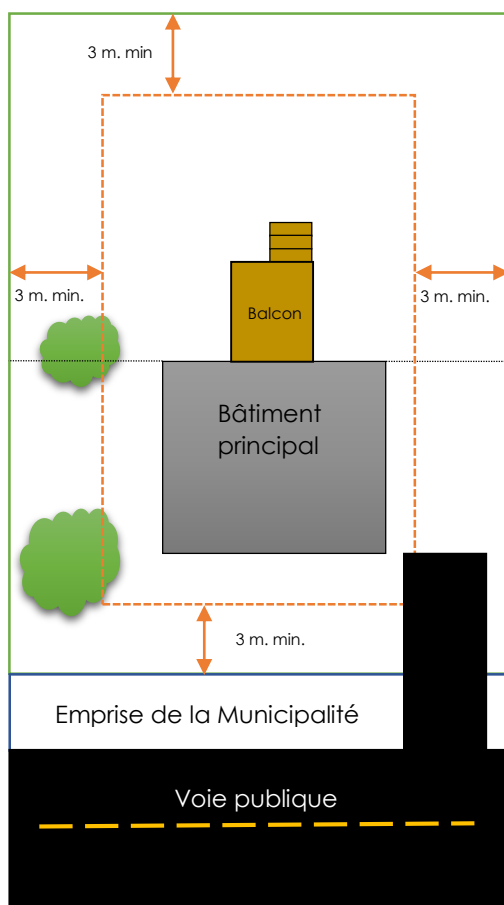 3 m. min
3 m. min.
3 m. min.
Balcon
Bâtiment
principal
3 m. min.
Emprise de la Municipalité
Voie publique